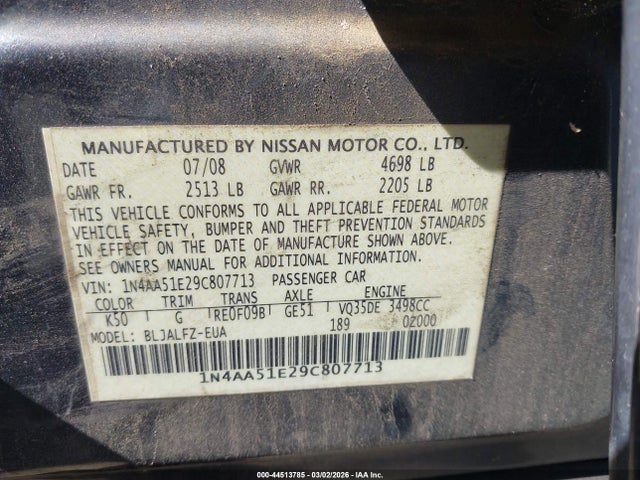 MANUFACTURED BY NISSAN MOTOR CO., LTD.
DATE 07/08 GVWR 4698 LB
GAWR FR. 2513 LB GAWR RR. 2205 LB
THIS VEHICLE CONFORMS TO ALL APPLICABLE FEDERAL MOTOR
VEHICLE SAFETY, BUMPER AND THEFT PREVENTION STANDARDS
IN EFFECT ON THE DATE OF MANUFACTURE SHOWN ABOVE.
SEE OWNERS MANUAL FOR ADDITIONAL INFORMATION.
VIN: 1N4AA51E29C807713 PASSENGER CAR
COLOR TRIM TRANS AXLE ENGINE
K50 G RE0F09B GE51 VQ35DE 3498CC
MODEL: BLJALFZ-EUA 189 02000
1N4AA51E29C807713
000-44513785 - 03/02/2026 - IAA Inc.